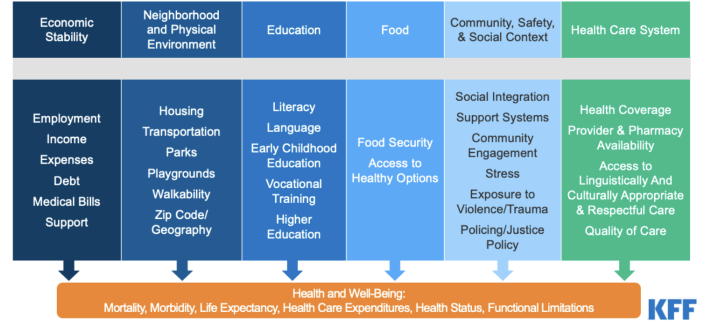 Economic
Stability
Neighborhood
and Physical
Environment
Education
Food
Community, Safety,
& Social Context
Health Care System
Employment
Income
Expenses
Debt
Medical Bills
Support
Housing
Transportation
Parks
Playgrounds
Walkability
Zip Code/
Geography
Literacy
Language
Early Childhood
Education
Vocational
Training
Higher
Education
Food Security
Access to
Healthy Options
Social Integration
Support Systems
Community
Engagement
Stress
Exposure to
Violence/Trauma
Policing/Justice
Policy
Health Coverage
Provider & Pharmacy
Availability
Access to
Linguistically And
Culturally Appropriate
& Respectful Care
Quality of Care
Health and Well-Being:
Mortality, Morbidity, Life Expectancy, Health Care Expenditures, Health Status, Functional Limitations
KFF